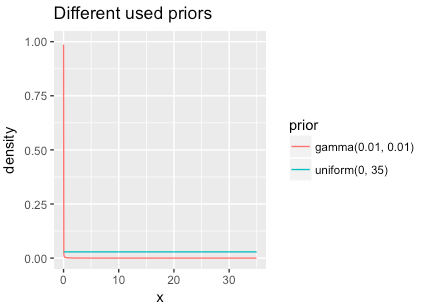 Different used priors
1.00
0.75
0.50
0.25
0.00
density
0
10
20
30
x
prior
gamma(0.01, 0.01)
uniform(0, 35)